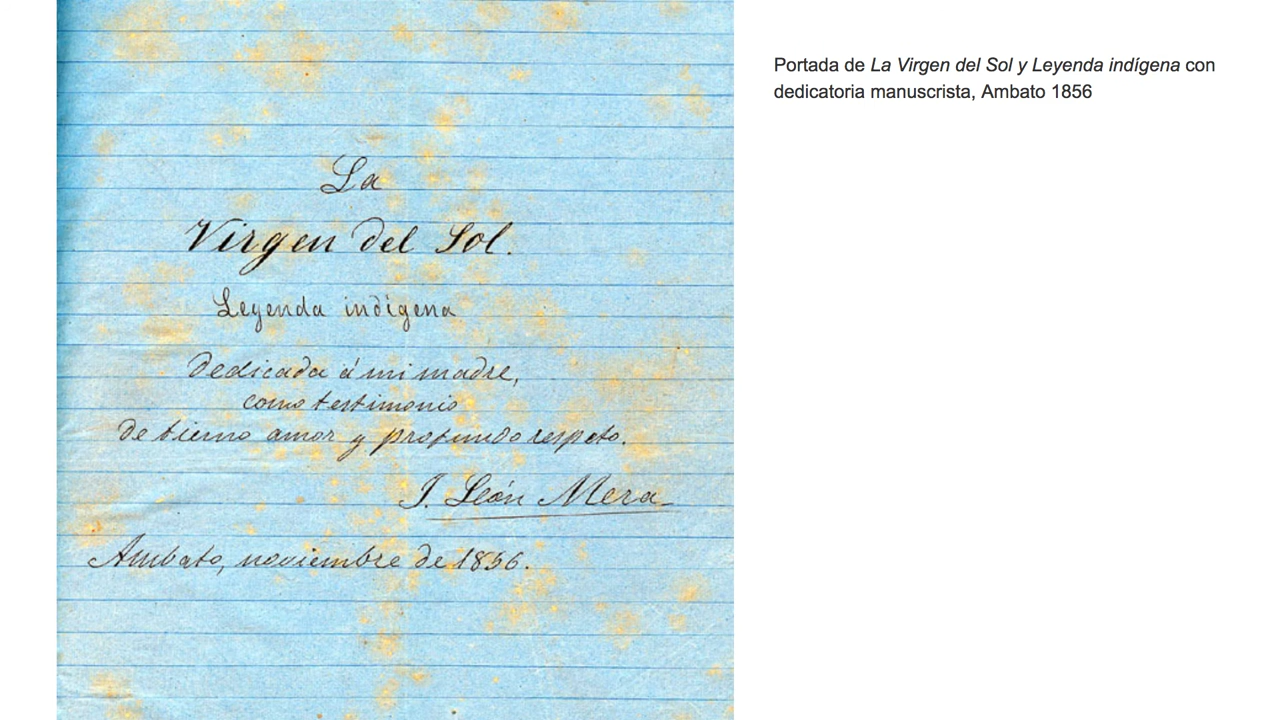 La
Virgen del Sol.
Leyenda indígena
Dedicada á mi madre,
como testimonio
de tierno amor y profundo respeto.
J. León Mera
Ambato, noviembre de 1856.
Portada de La Virgen del Sol y Leyenda indígena con
dedicatoria manuscrista, Ambato 1856